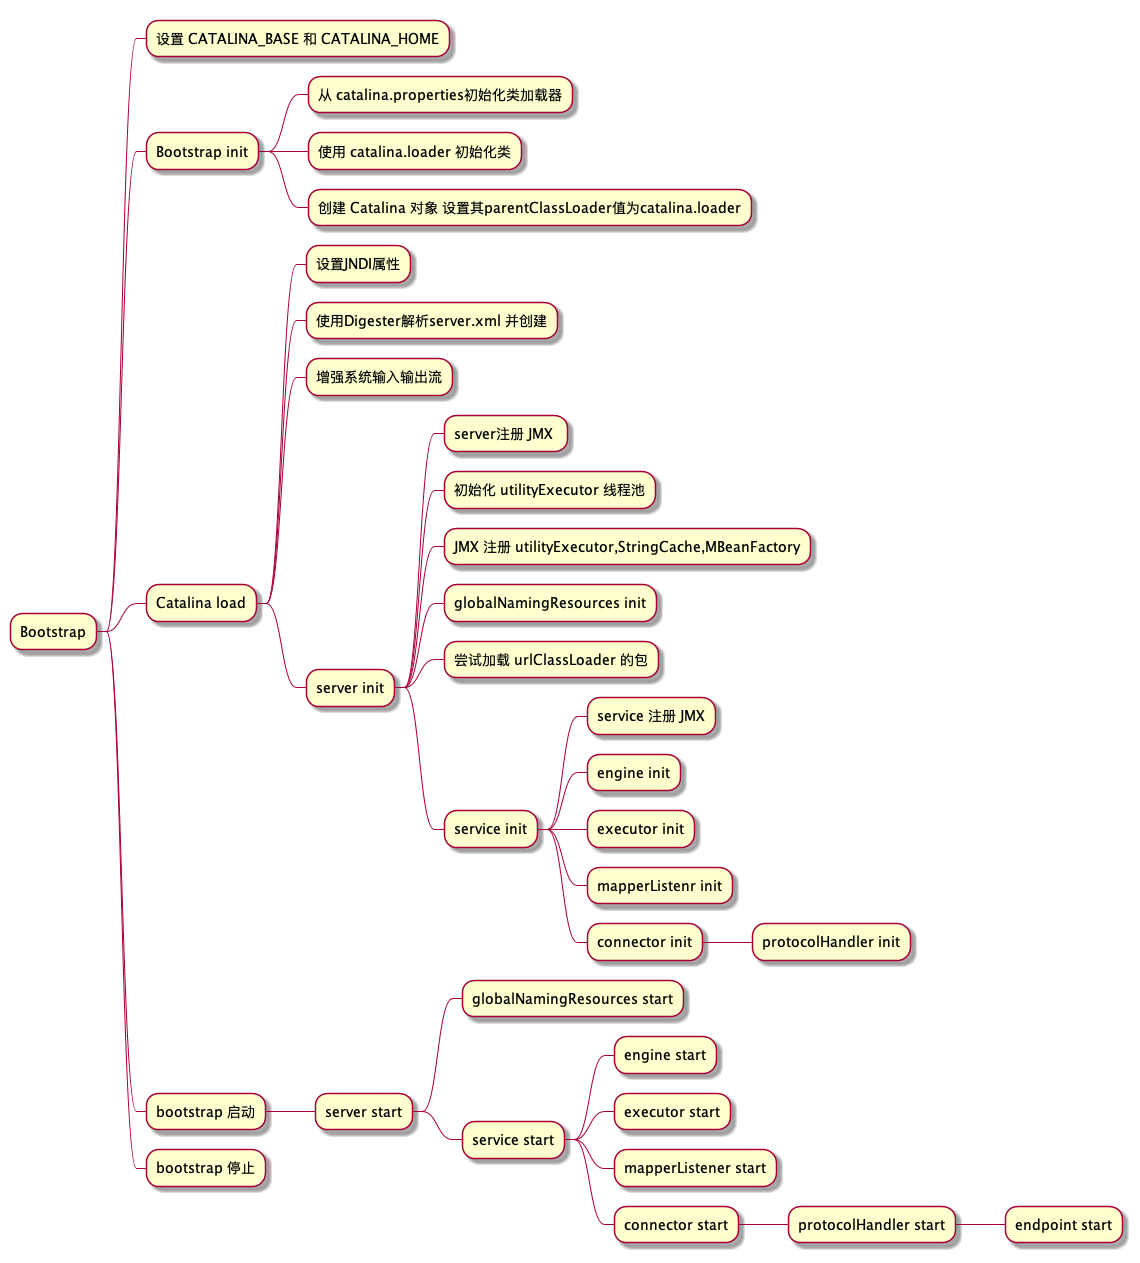 设置 CATALINA_BASE 和 CATALINA_HOME
从 catalina.properties初始化类加载器
Bootstrap init
使用 catalina.loader 初始化类
创建 Catalina 对象 设置其parentClassLoader值为catalina.loader
设置JNDI属性
使用Digester解析server.xml 并创建
增强系统输入输出流
server注册 JMX
初始化 utilityExecutor 线程池
JMX 注册 utilityExecutor,StringCache,MBeanFactory
Catalina load
globalNamingResources init
Bootstrap
尝试加载 urlClassLoader 的包
server init
service 注册 JMX
engine init
service init
executor init
mapperListenr init
connector init
protocolHandler init
globalNamingResources start
engine start
bootstrap 启动
server start
executor start
service start
bootstrap 停止
mapperListener start
connector start
protocolHandler start
endpoint start